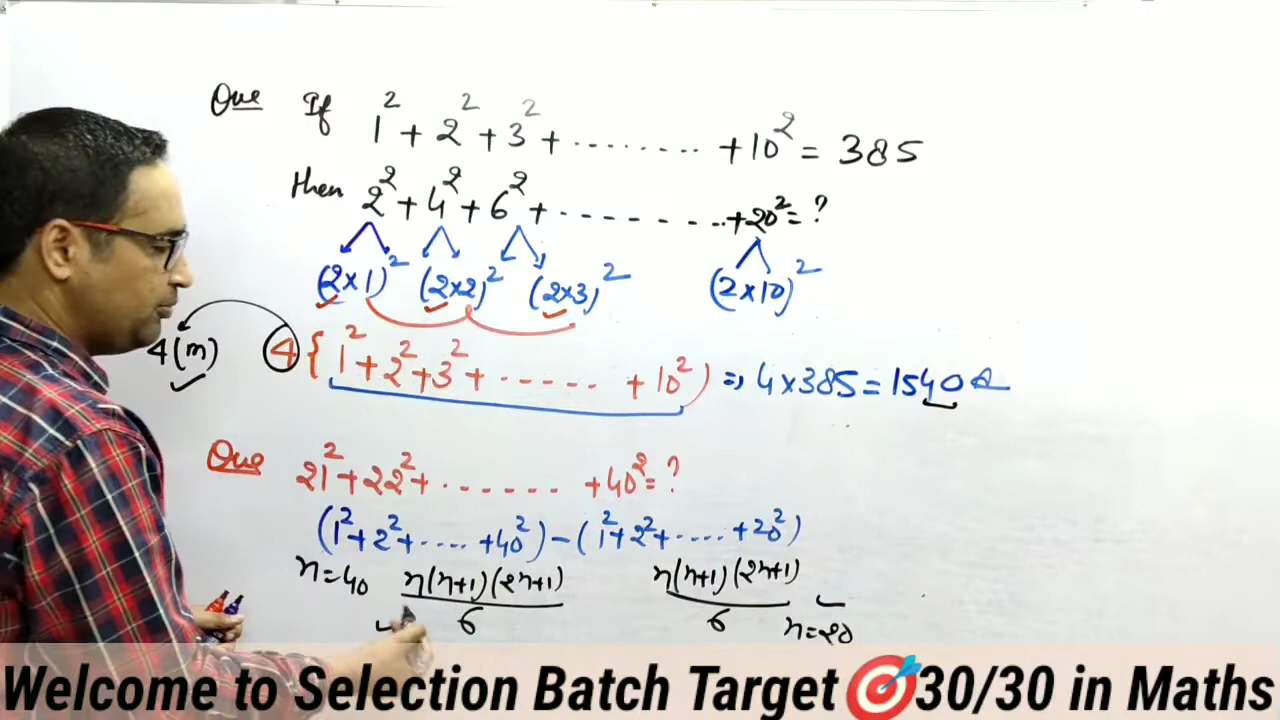 Que If 1² + 2² + 3² + ........ + 10² = 385
then 2² + 4² + 6² + -------- .. + 20² = ?
(2×1)² (2×2)² (2×3)² (2×10)²
4(m) 4 { 1² + 2² + 3² + ...... + 10² ) ⇒ 4×385 = 1540
Que 21² + 22² + ....... + 40² = ?
(1² + 2² + ..... + 40²) - (1² + 2² + ..... + 20²)
n=40 n(n+1)(2n+1) / 6 n(n+1)(2n+1) / 6 n=20
Welcome to Selection Batch Target 🎯30/30 in Maths